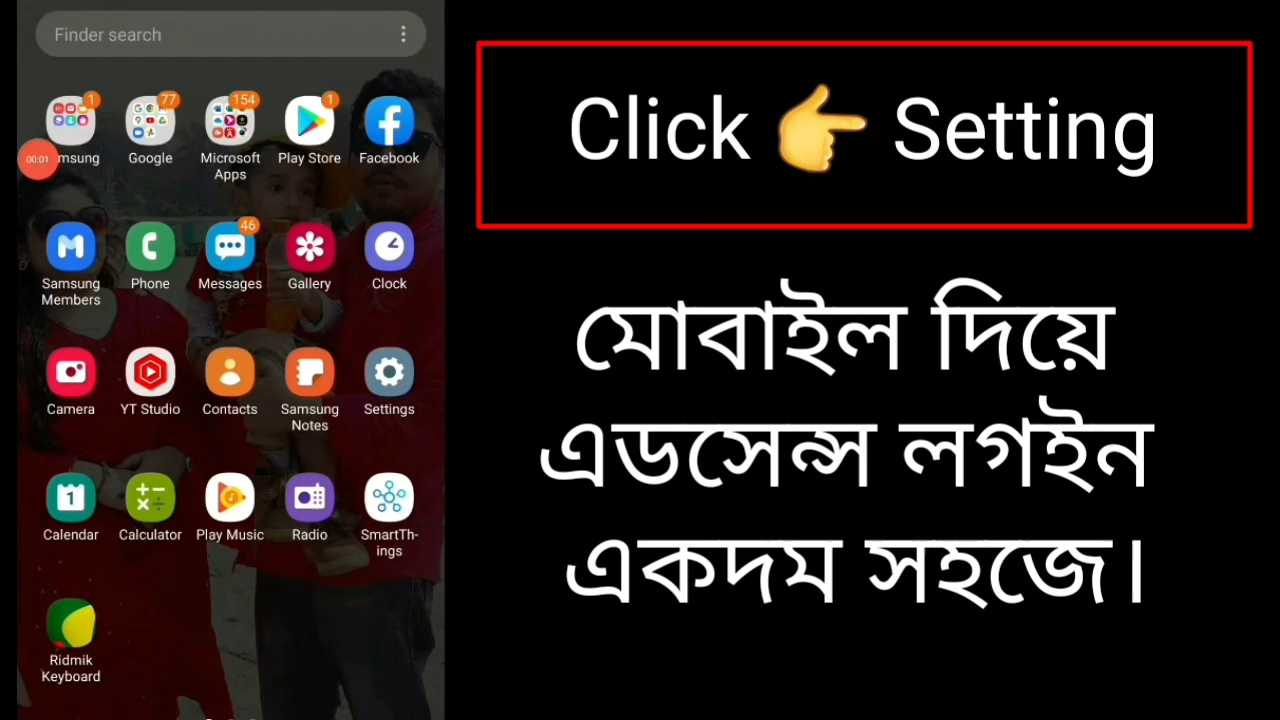 Finder search
1
77
154
1
00:01
msung
Google
Microsoft Apps
Play Store
Facebook
46
Samsung Members
Phone
Messages
Gallery
Clock
Camera
YT Studio
Contacts
Samsung Notes
Settings
1
Calendar
Calculator
Play Music
Radio
SmartTh-
ings
Ridmik Keyboard
Click 👉 Setting
মোবাইল দিয়ে
এডসেন্স লগইন
একদম সহজে।